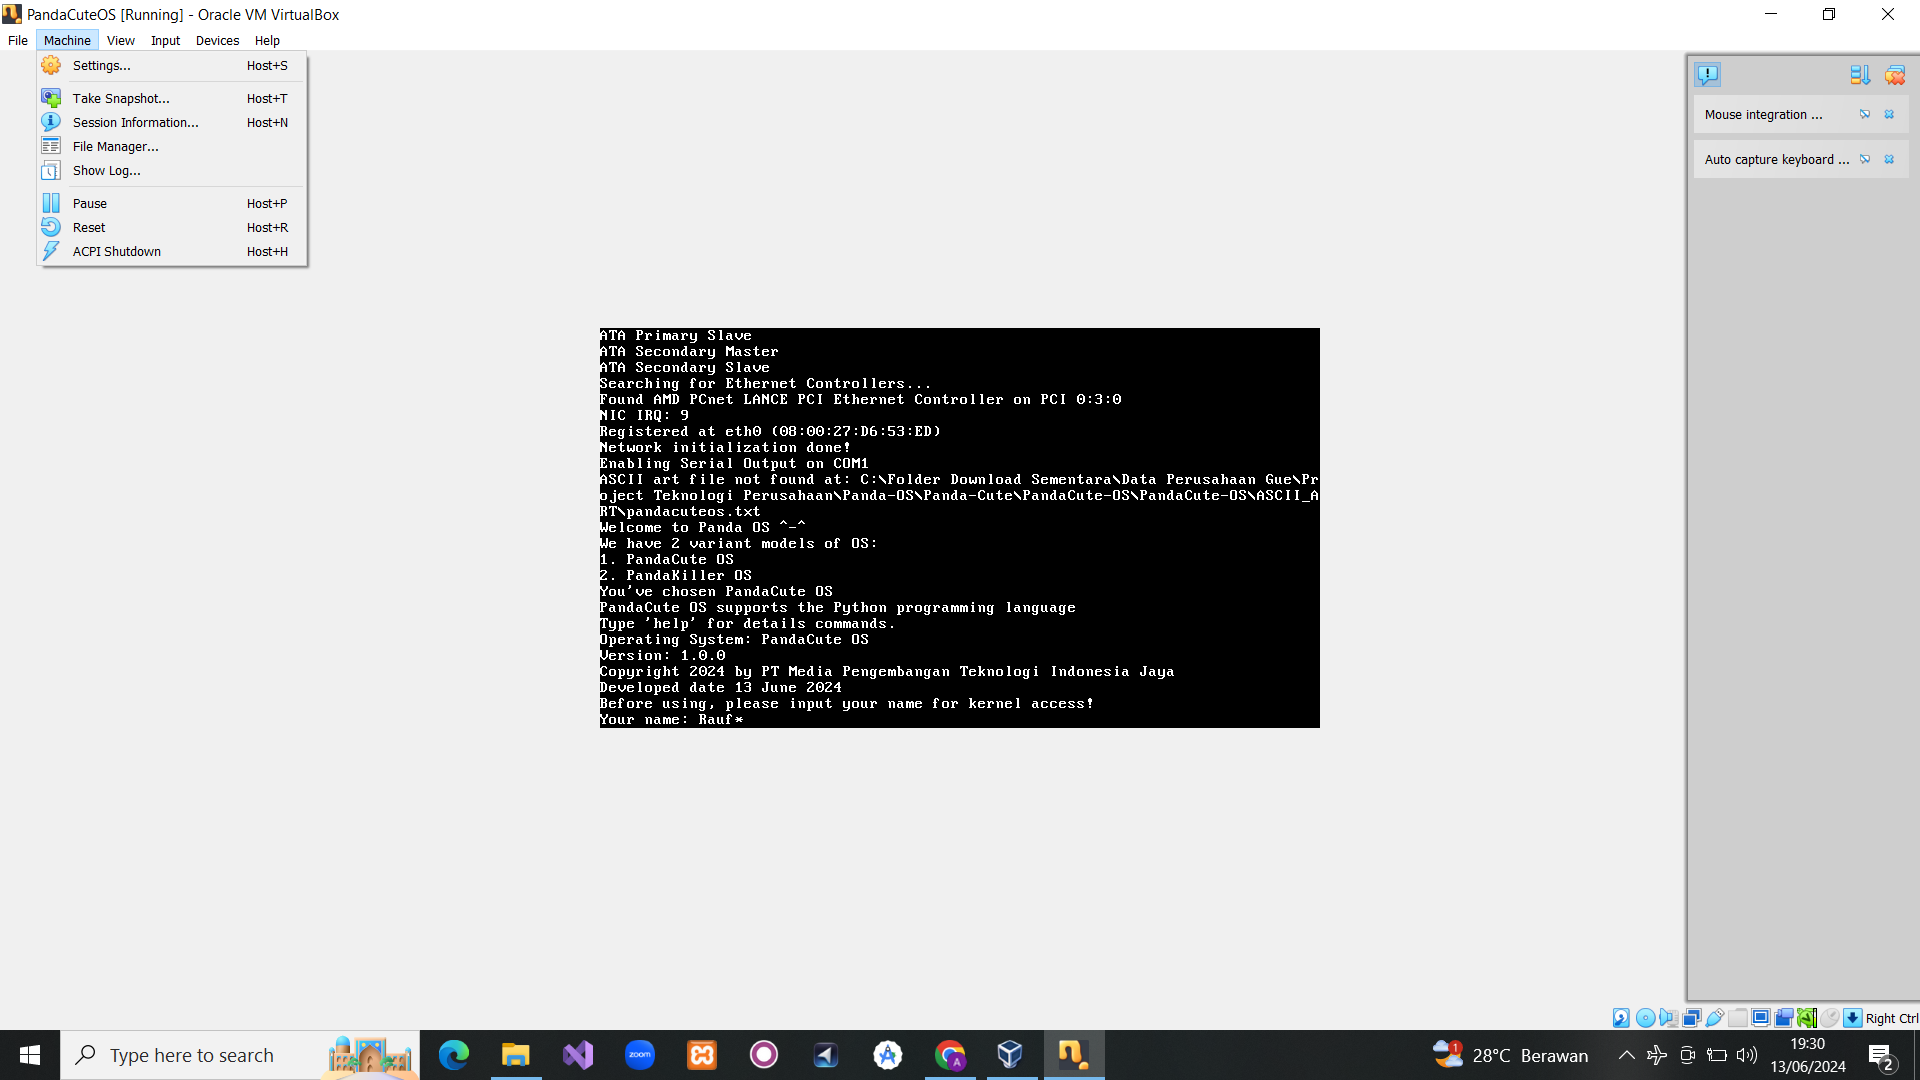 PandaCuteOS [Running] - Oracle VM VirtualBox
File Machine View Input Devices Help
Settings... Host+S
Take Snapshot... Host+T
Session Information... Host+N
File Manager...
Show Log...
Pause Host+P
Reset Host+R
ACPI Shutdown Host+H
Mouse integration ...
Auto capture keyboard ...
ATA Primary Slave
ATA Secondary Master
ATA Secondary Slave
Searching for Ethernet Controllers...
Found AMD PCnet LANCE PCI Ethernet Controller on PCI 0:3:0
NIC IRQ: 9
Registered at eth0 (08:00:27:D6:53:ED)
Network initialization done!
Enabling Serial Output on COM1
ASCII art file not found at: C:\Folder Download Sementara\Data Perusahaan Gue\Pr
oject Teknologi Perusahaan\Panda-OS\Panda-Cute\PandaCute-OS\PandaCute-OS\ASCII_A
RT\pandacuteos.txt
Welcome to Panda OS ^-^
We have 2 variant models of OS:
1. PandaCute OS
2. PandaKiller OS
You've chosen PandaCute OS
PandaCute OS supports the Python programming language
Type 'help' for details commands.
Operating System: PandaCute OS
Version: 1.0.0
Copyright 2024 by PT Media Pengembangan Teknologi Indonesia Jaya
Developed date 13 June 2024
Before using, please input your name for kernel access!
Your name: Rauf*
Right Ctrl
Type here to search
zoom
A
1
28°C Berawan
19:30
13/06/2024
2